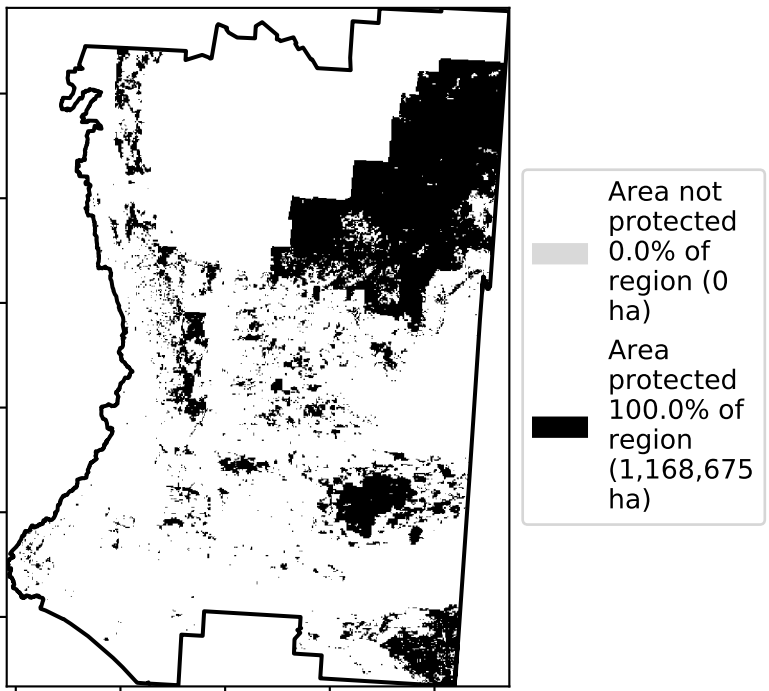 Area not
protected
0.0% of
region (0
ha)
Area
protected
100.0% of
region
(1,168,675
ha)